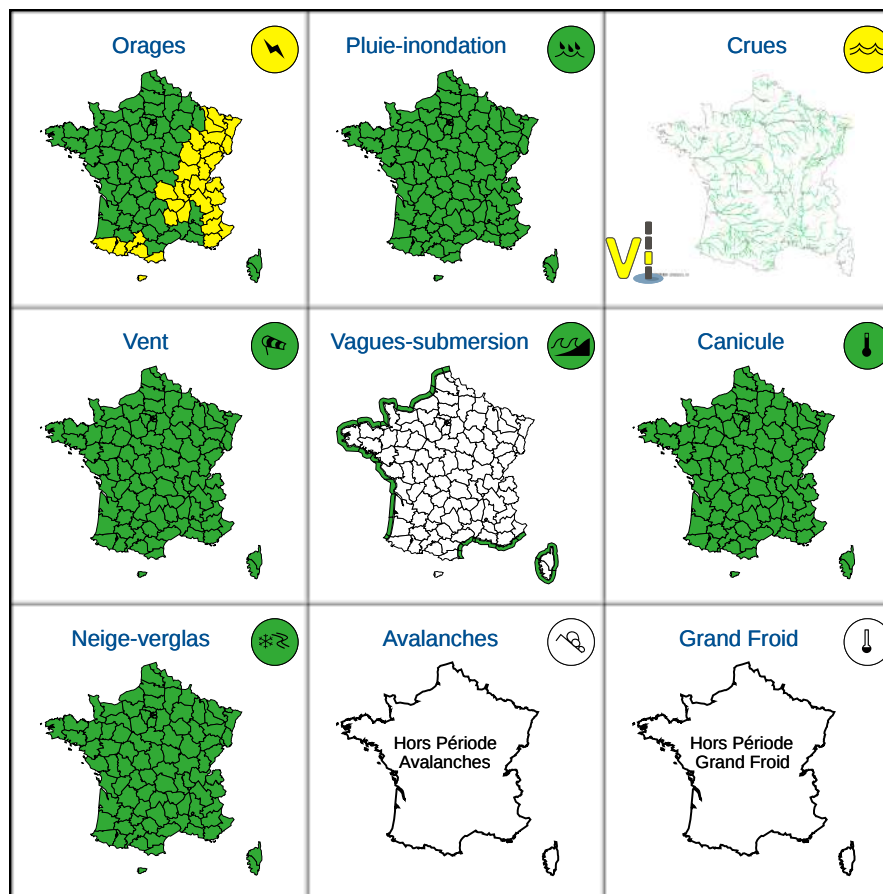 Orages
Pluie-inondation
Crues
Vi
Vent
Vagues-submersion
Canicule
Neige-verglas
Avalanches
Grand Froid
Hors Période
Avalanches
Hors Période
Grand Froid